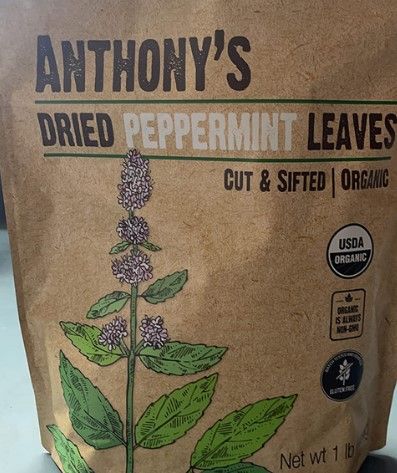 ANTHONY'S
DRIED PEPPERMINT LEAVES
CUT & SIFTED | ORGANIC
USDA
ORGANIC
ORGANIC
IS ALWAYS
NON-GMO
GLUTEN FREE
Net wt 1 lb